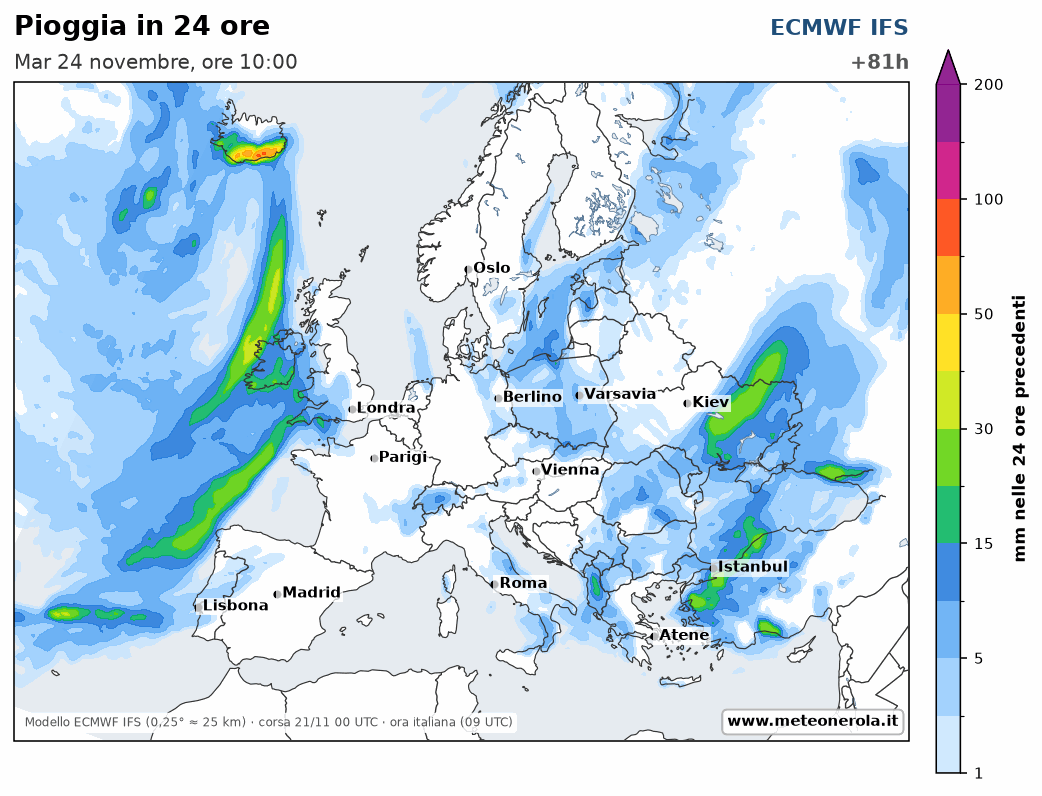 Pioggia in 24 ore
ECMWF IFS
Mar 24 novembre, ore 10:00
+81h
200
100
50
30
15
5
1
mm nelle 24 ore precedenti
Oslo
Londra
Berlino
Varsavia
Kiev
Parigi
Vienna
Istanbul
Roma
Madrid
Lisbona
Atene
Modello ECMWF IFS (0,25° ≈ 25 km) · corsa 21/11 00 UTC · ora italiana (09 UTC)
www.meteonerola.it